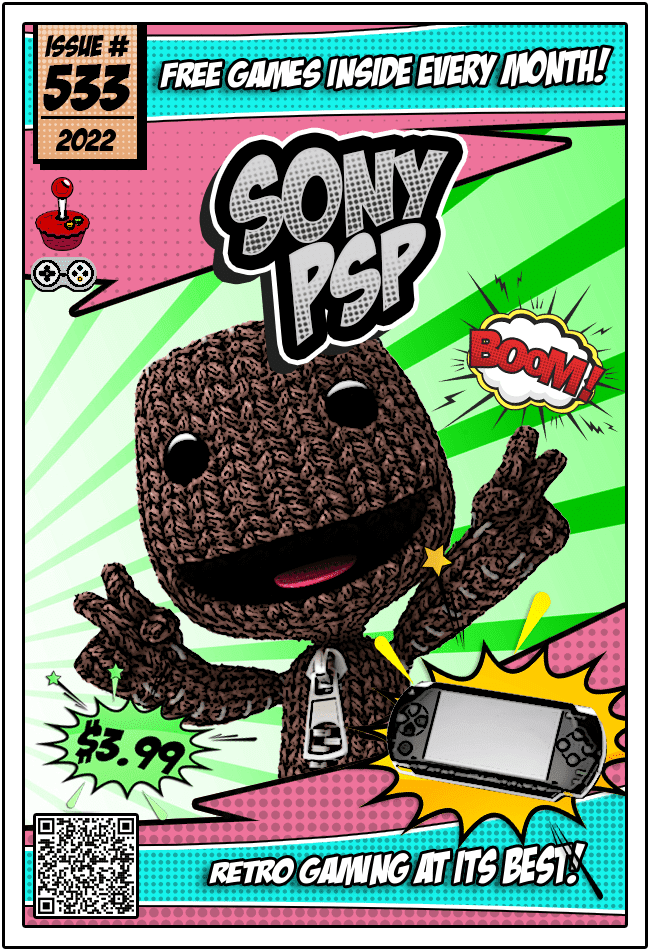 ISSUE #
533
2022
FREE GAMES INSIDE EVERY MONTH!
SONY
PSP
BOOM!
$3.99
RETRO GAMING AT ITS BEST!